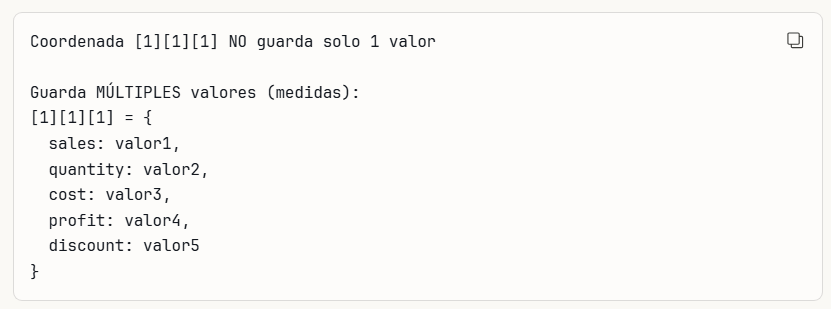 Coordenada [1][1][1] NO guarda solo 1 valor
Guarda MÚLTIPLES valores (medidas):
[1][1][1] = {
  sales: valor1,
  quantity: valor2,
  cost: valor3,
  profit: valor4,
  discount: valor5
}